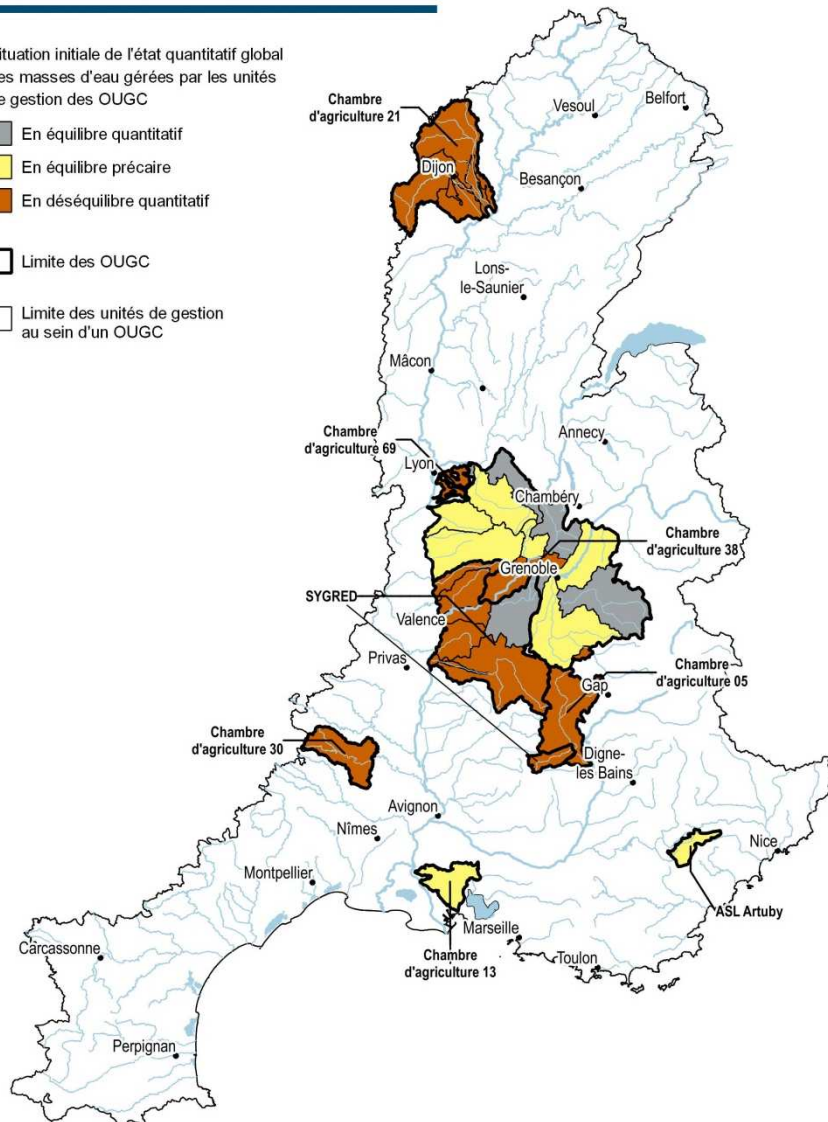 ituation initiale de l'état quantitatif global
es masses d'eau gérées par les unités
e gestion des OUGC
En équilibre quantitatif
En équilibre précaire
En déséquilibre quantitatif
Limite des OUGC
Limite des unités de gestion
au sein d'un OUGC
Chambre
d'agriculture 21
Vesoul
Belfort
Dijon
Besançon
Lons-
le-Saunier
Mâcon
Annecy
Chambre
d'agriculture 69
Lyon
Chambéry
Chambre
d'agriculture 38
Grenoble
SYGRED
Valence
Privas
Chambre
d'agriculture 05
Gap
Chambre
d'agriculture 30
Digne-
les Bains
Avignon
Nîmes
Nice
Montpellier
ASL Artuby
Marseille
Carcassonne
Chambre
d'agriculture 13
Toulon
Perpignan